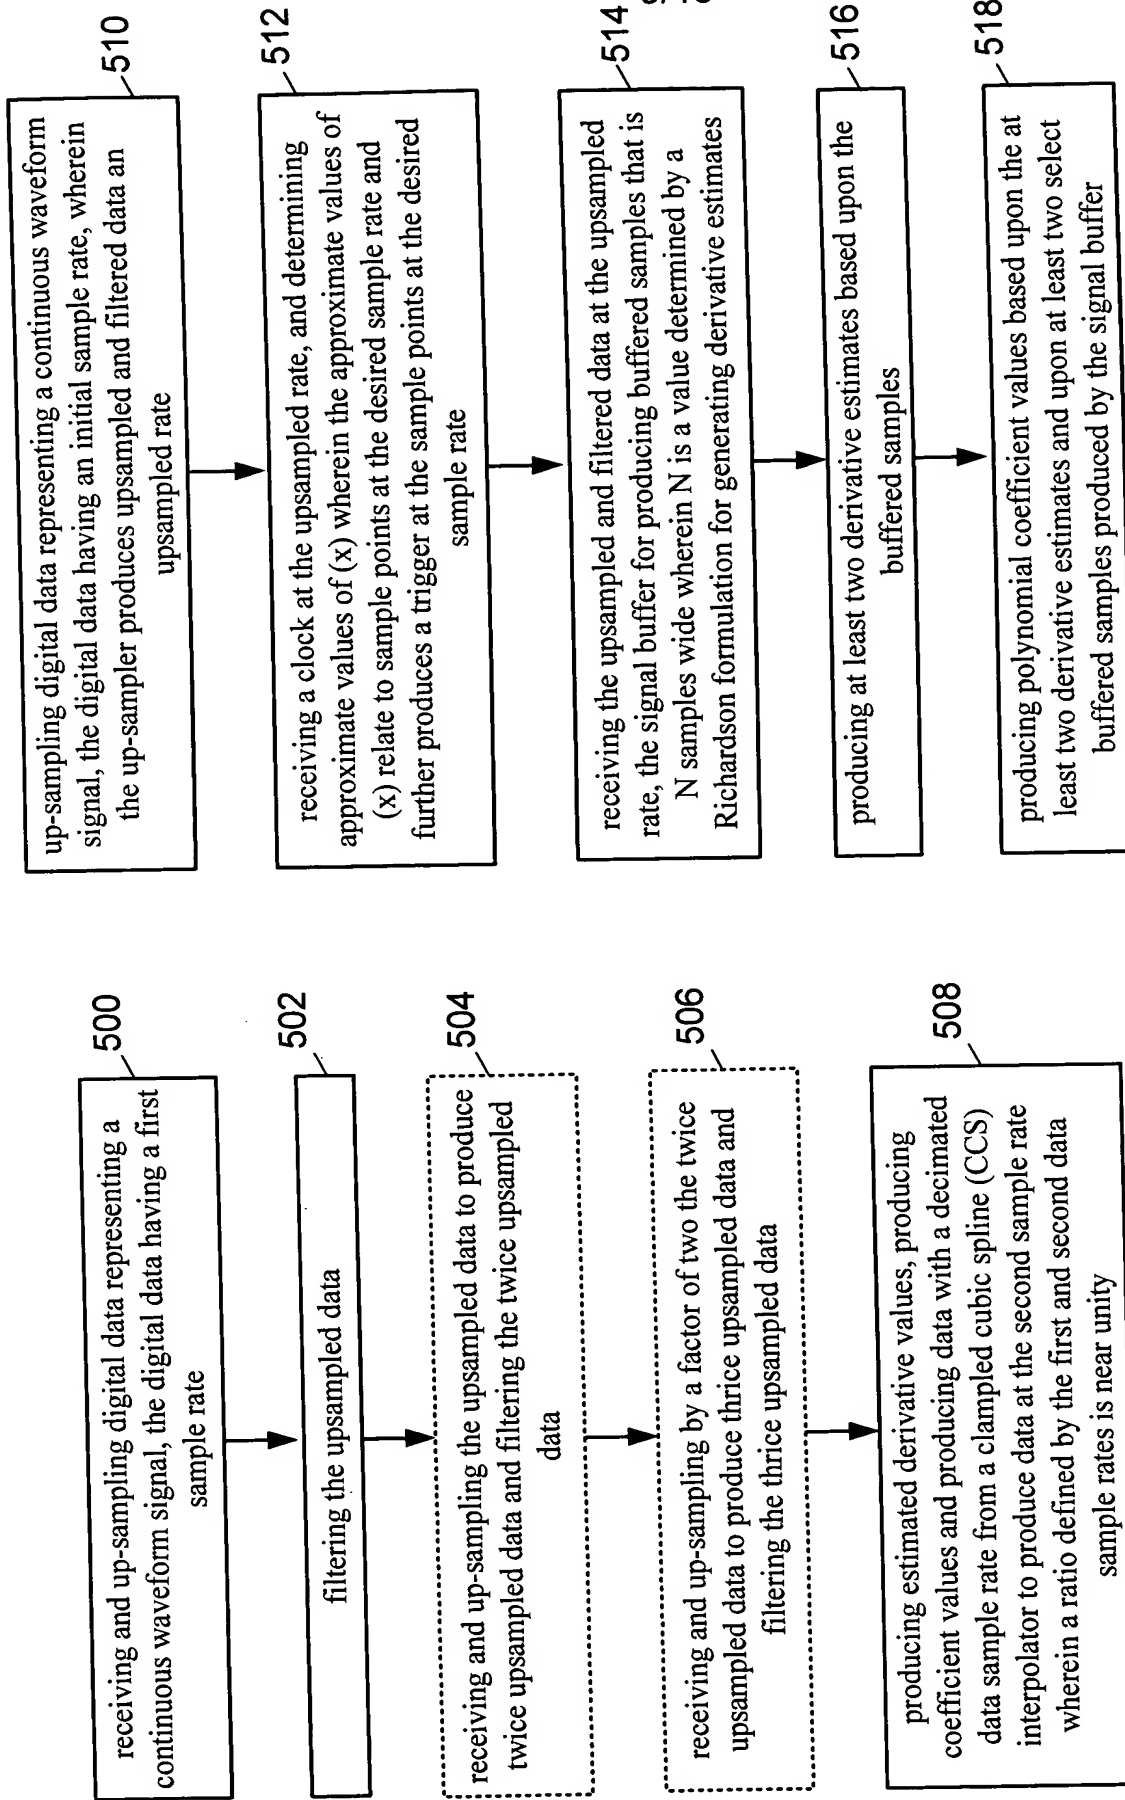 500
receiving and up-sampling digital data representing a
continuous waveform signal, the digital data having a first
sample rate
502
filtering the upsampled data
504
receiving and up-sampling the upsampled data to produce
twice upsampled data and filtering the twice upsampled
data
506
receiving and up-sampling by a factor of two the twice
upsampled data to produce thrice upsampled data and
filtering the thrice upsampled data
508
producing estimated derivative values, producing
coefficient values and producing data with a decimated
data sample rate from a clampled cubic spline (CCS)
interpolator to produce data at the second sample rate
wherein a ratio defined by the first and second data
sample rates is near unity
510
up-sampling digital data representing a continuous waveform
signal, the digital data having an initial sample rate, wherein
the up-sampler produces upsampled and filtered data an
upsampled rate
512
receiving a clock at the upsampled rate, and determining
approximate values of (x) wherein the approximate values of
(x) relate to sample points at the desired sample rate and
further produces a trigger at the sample points at the desired
sample rate
514
receiving the upsampled and filtered data at the upsampled
rate, the signal buffer for producing buffered samples that is
N samples wide wherein N is a value determined by a
Richardson formulation for generating derivative estimates
516
producing at least two derivative estimates based upon the
buffered samples
518
producing polynomial coefficient values based upon the at
least two derivative estimates and upon at least two select
buffered samples produced by the signal buffer